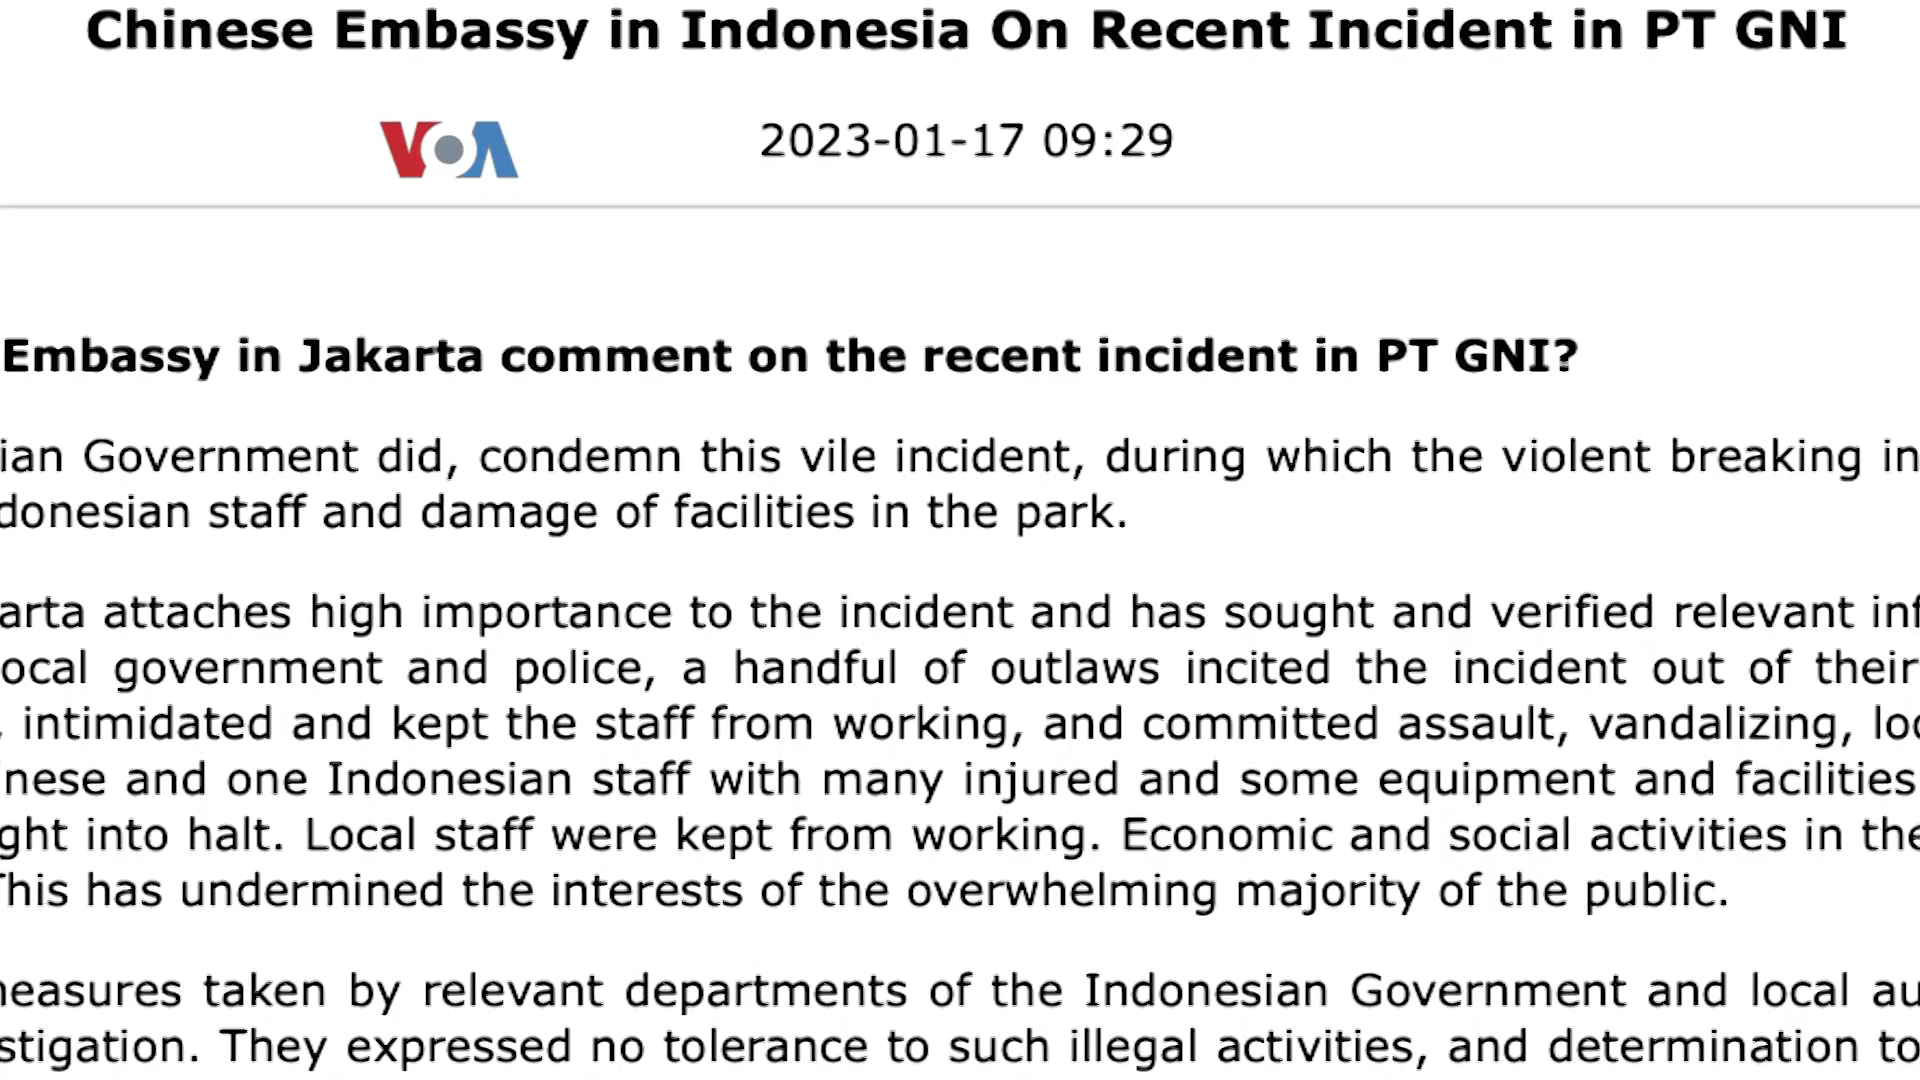 Chinese Embassy in Indonesia On Recent Incident in PT GNI
VOA
2023-01-17 09:29
Embassy in Jakarta comment on the recent incident in PT GNI?
ian Government did, condemn this vile incident, during which the violent breaking in
donesian staff and damage of facilities in the park.
arta attaches high importance to the incident and has sought and verified relevant inf
ocal government and police, a handful of outlaws incited the incident out of their
, intimidated and kept the staff from working, and committed assault, vandalizing, loo
nese and one Indonesian staff with many injured and some equipment and facilities
ght into halt. Local staff were kept from working. Economic and social activities in the
This has undermined the interests of the overwhelming majority of the public.
measures taken by relevant departments of the Indonesian Government and local au
stigation. They expressed no tolerance to such illegal activities, and determination to